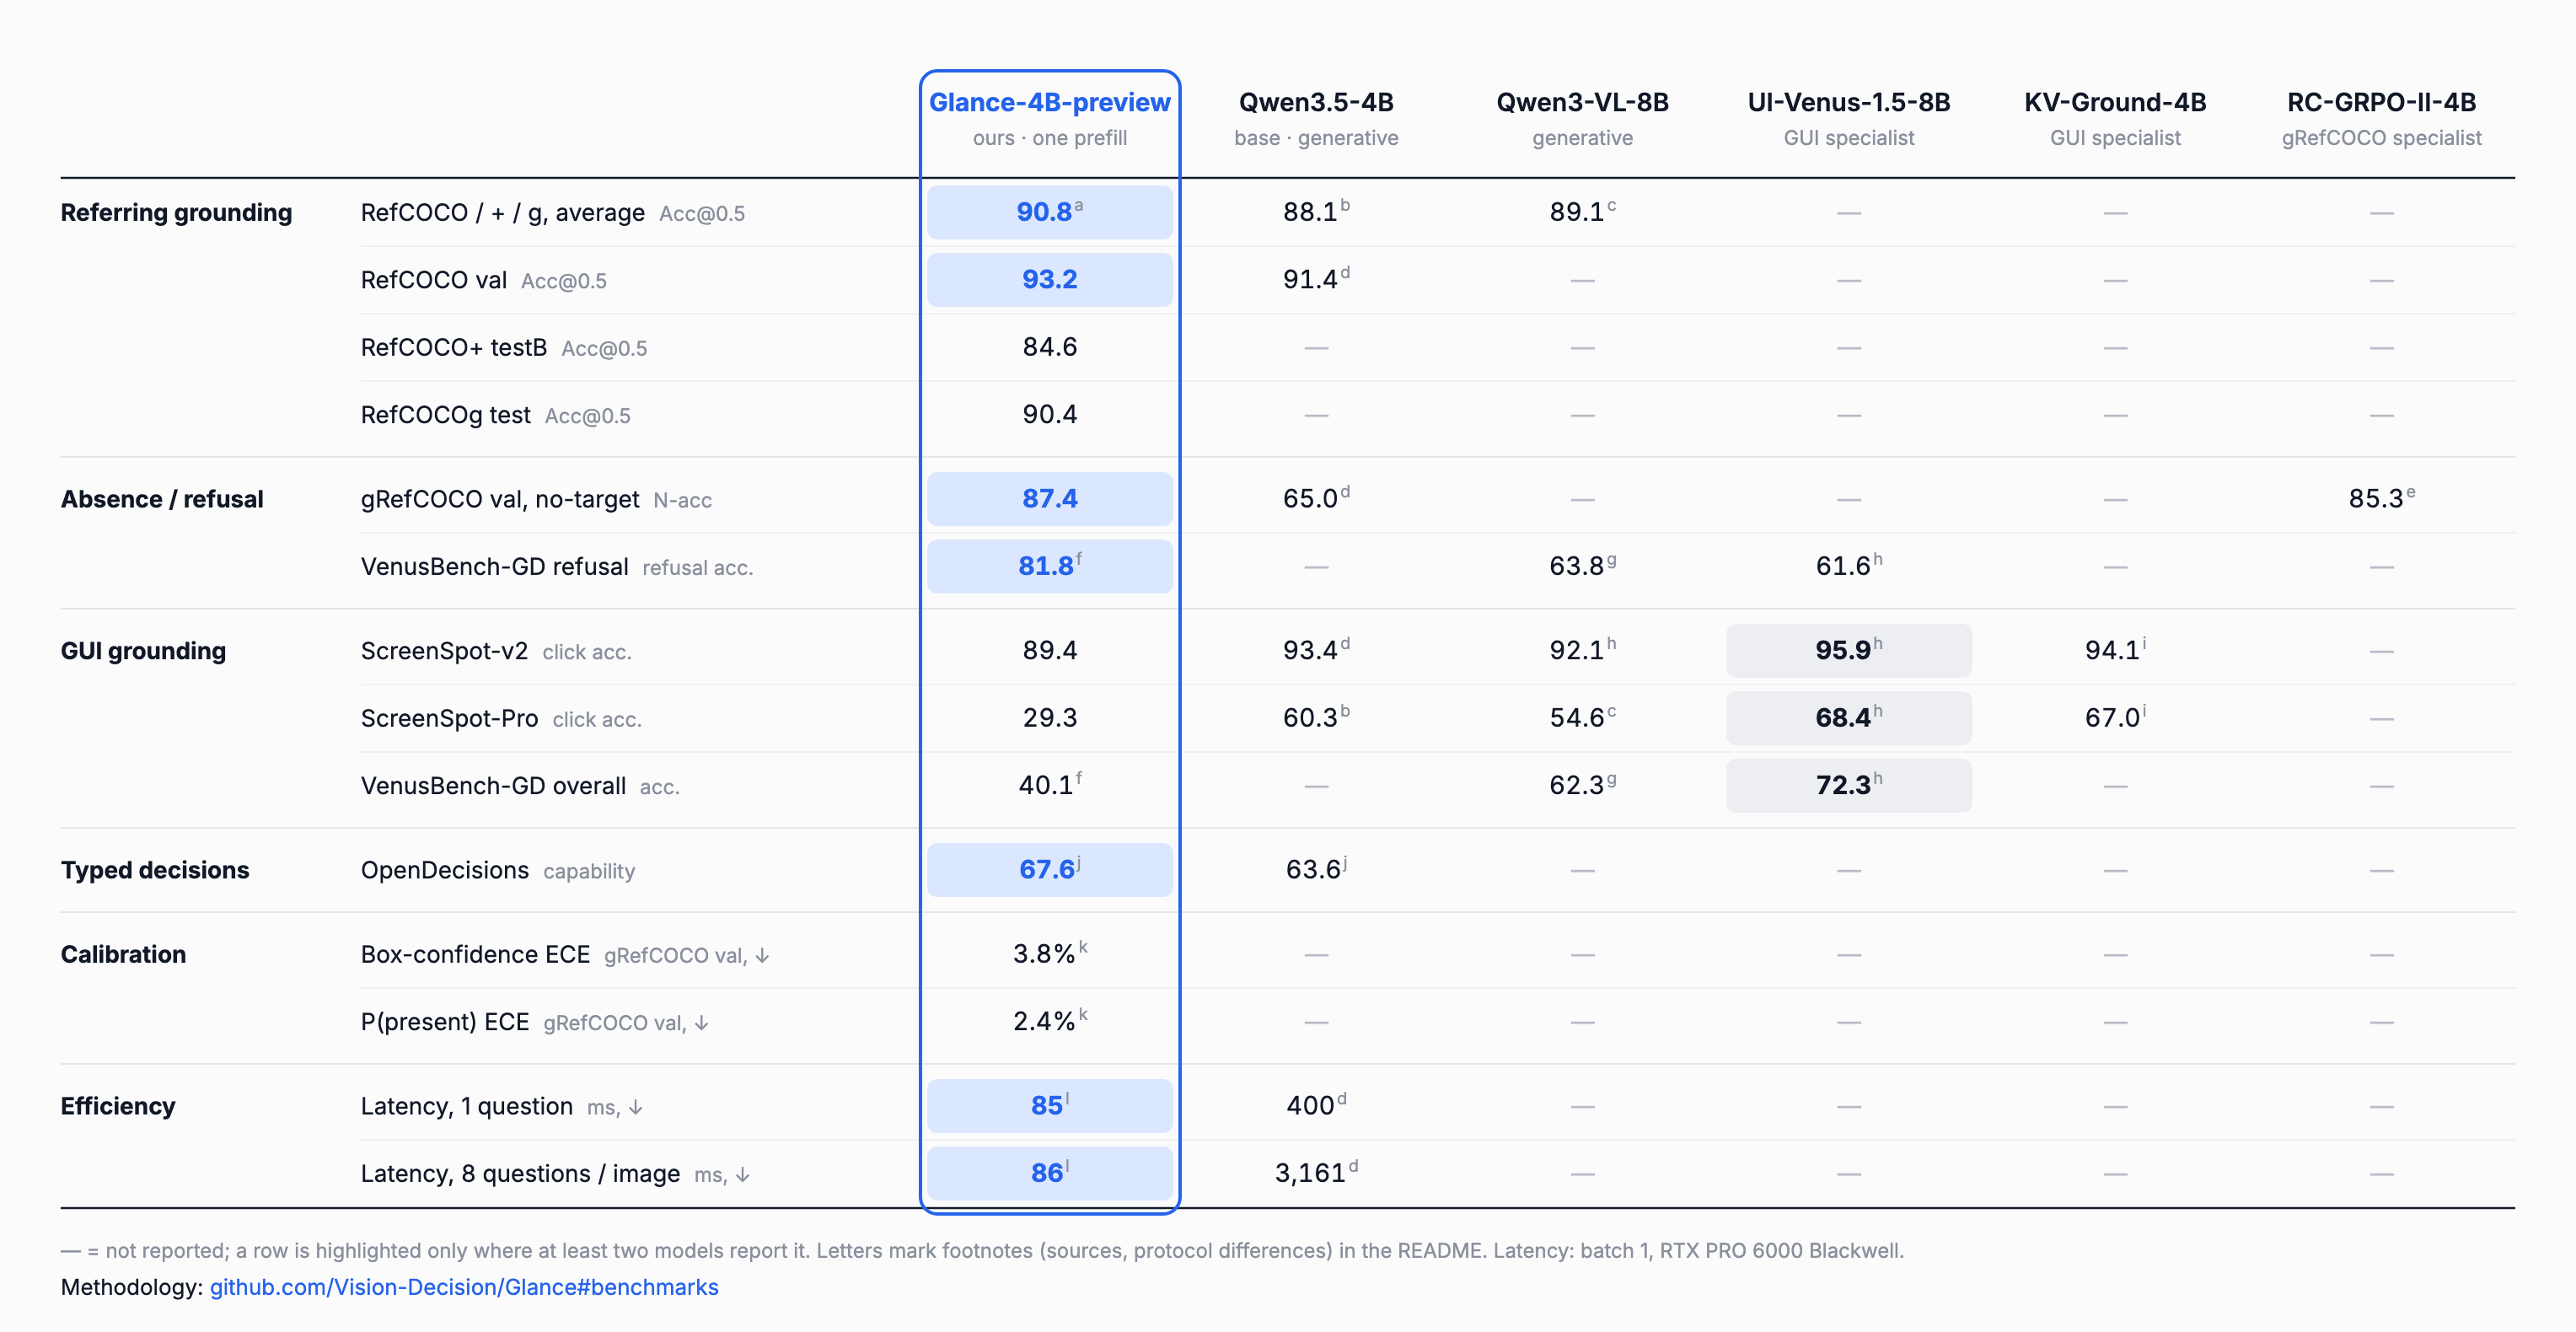 Glance-4B-preview Qwen3.5-4B Qwen3-VL-8B UI-Venus-1.5-8B KV-Ground-4B RC-GRPO-II-4B
ours · one prefill base · generative generative GUI specialist GUI specialist gRefCOCO specialist
Referring grounding RefCOCO / + / g, average Acc@0.5 90.8ᵃ 88.1ᵇ 89.1ᶜ — — —
RefCOCO val Acc@0.5 93.2 91.4ᵈ — — — —
RefCOCO+ testB Acc@0.5 84.6 — — — — —
RefCOCOg test Acc@0.5 90.4 — — — — —
Absence / refusal gRefCOCO val, no-target N-acc 87.4 65.0ᵈ — — — 85.3ᵉ
VenusBench-GD refusal refusal acc. 81.8ᶠ — 63.8ᵍ 61.6ʰ — —
GUI grounding ScreenSpot-v2 click acc. 89.4 93.4ᵈ 92.1ʰ 95.9ʰ 94.1ⁱ —
ScreenSpot-Pro click acc. 29.3 60.3ᵇ 54.6ᶜ 68.4ʰ 67.0ⁱ —
VenusBench-GD overall acc. 40.1ᶠ — 62.3ᵍ 72.3ʰ — —
Typed decisions OpenDecisions capability 67.6ʲ 63.6ʲ — — — —
Calibration Box-confidence ECE gRefCOCO val, ↓ 3.8%ᵏ — — — — —
P(present) ECE gRefCOCO val, ↓ 2.4%ᵏ — — — — —
Efficiency Latency, 1 question ms, ↓ 85ˡ 400ᵈ — — — —
Latency, 8 questions / image ms, ↓ 86ˡ 3,161ᵈ — — — —
— = not reported; a row is highlighted only where at least two models report it. Letters mark footnotes (sources, protocol differences) in the README. Latency: batch 1, RTX PRO 6000 Blackwell.
Methodology: github.com/Vision-Decision/Glance#benchmarks